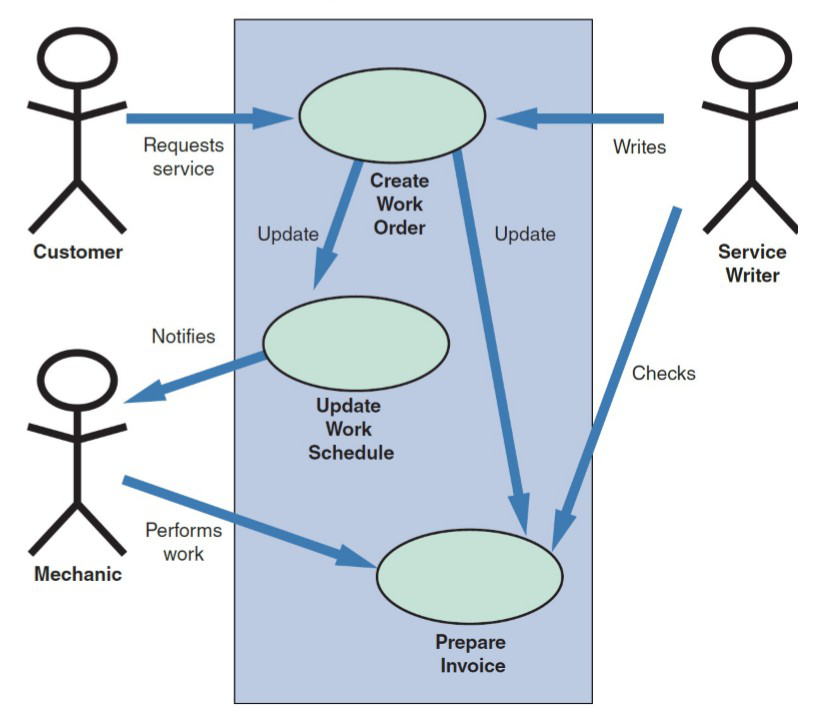 Requests
service
Writes
Create
Work
Order
Customer
Update
Update
Service
Writer
Notifies
Checks
Update
Work
Schedule
Performs
work
Mechanic
Prepare
Invoice